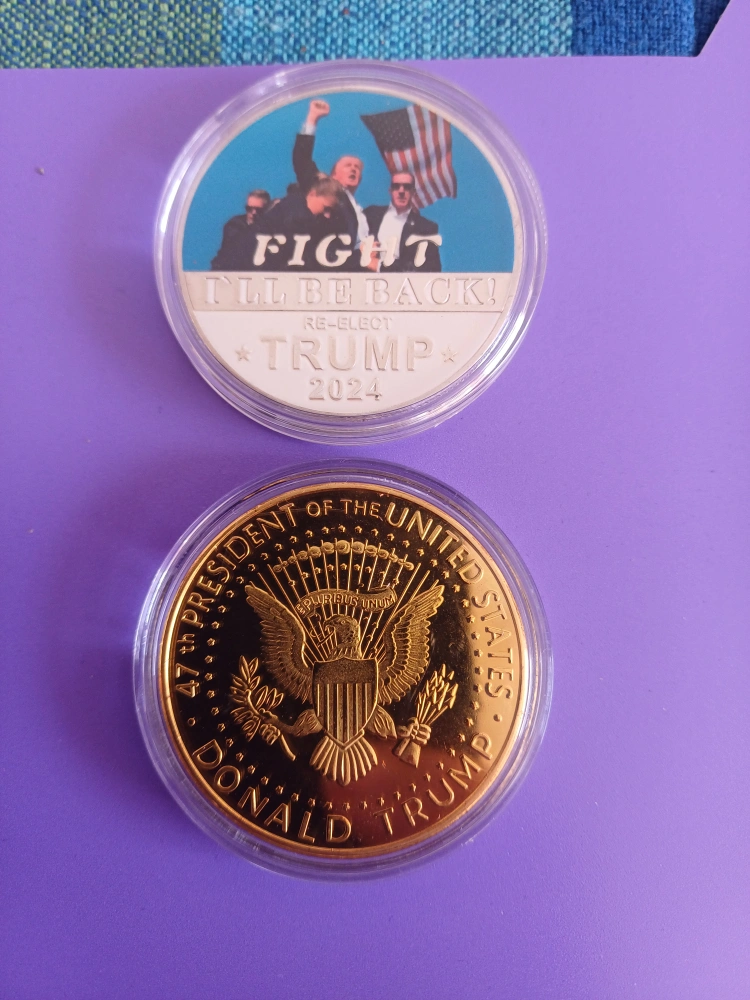 FIGHT
I'LL BE BACK!
RE-ELECT
TRUMP
2024
47th PRESIDENT OF THE UNITED STATES
E PLURIBUS UNUM
DONALD TRUMP